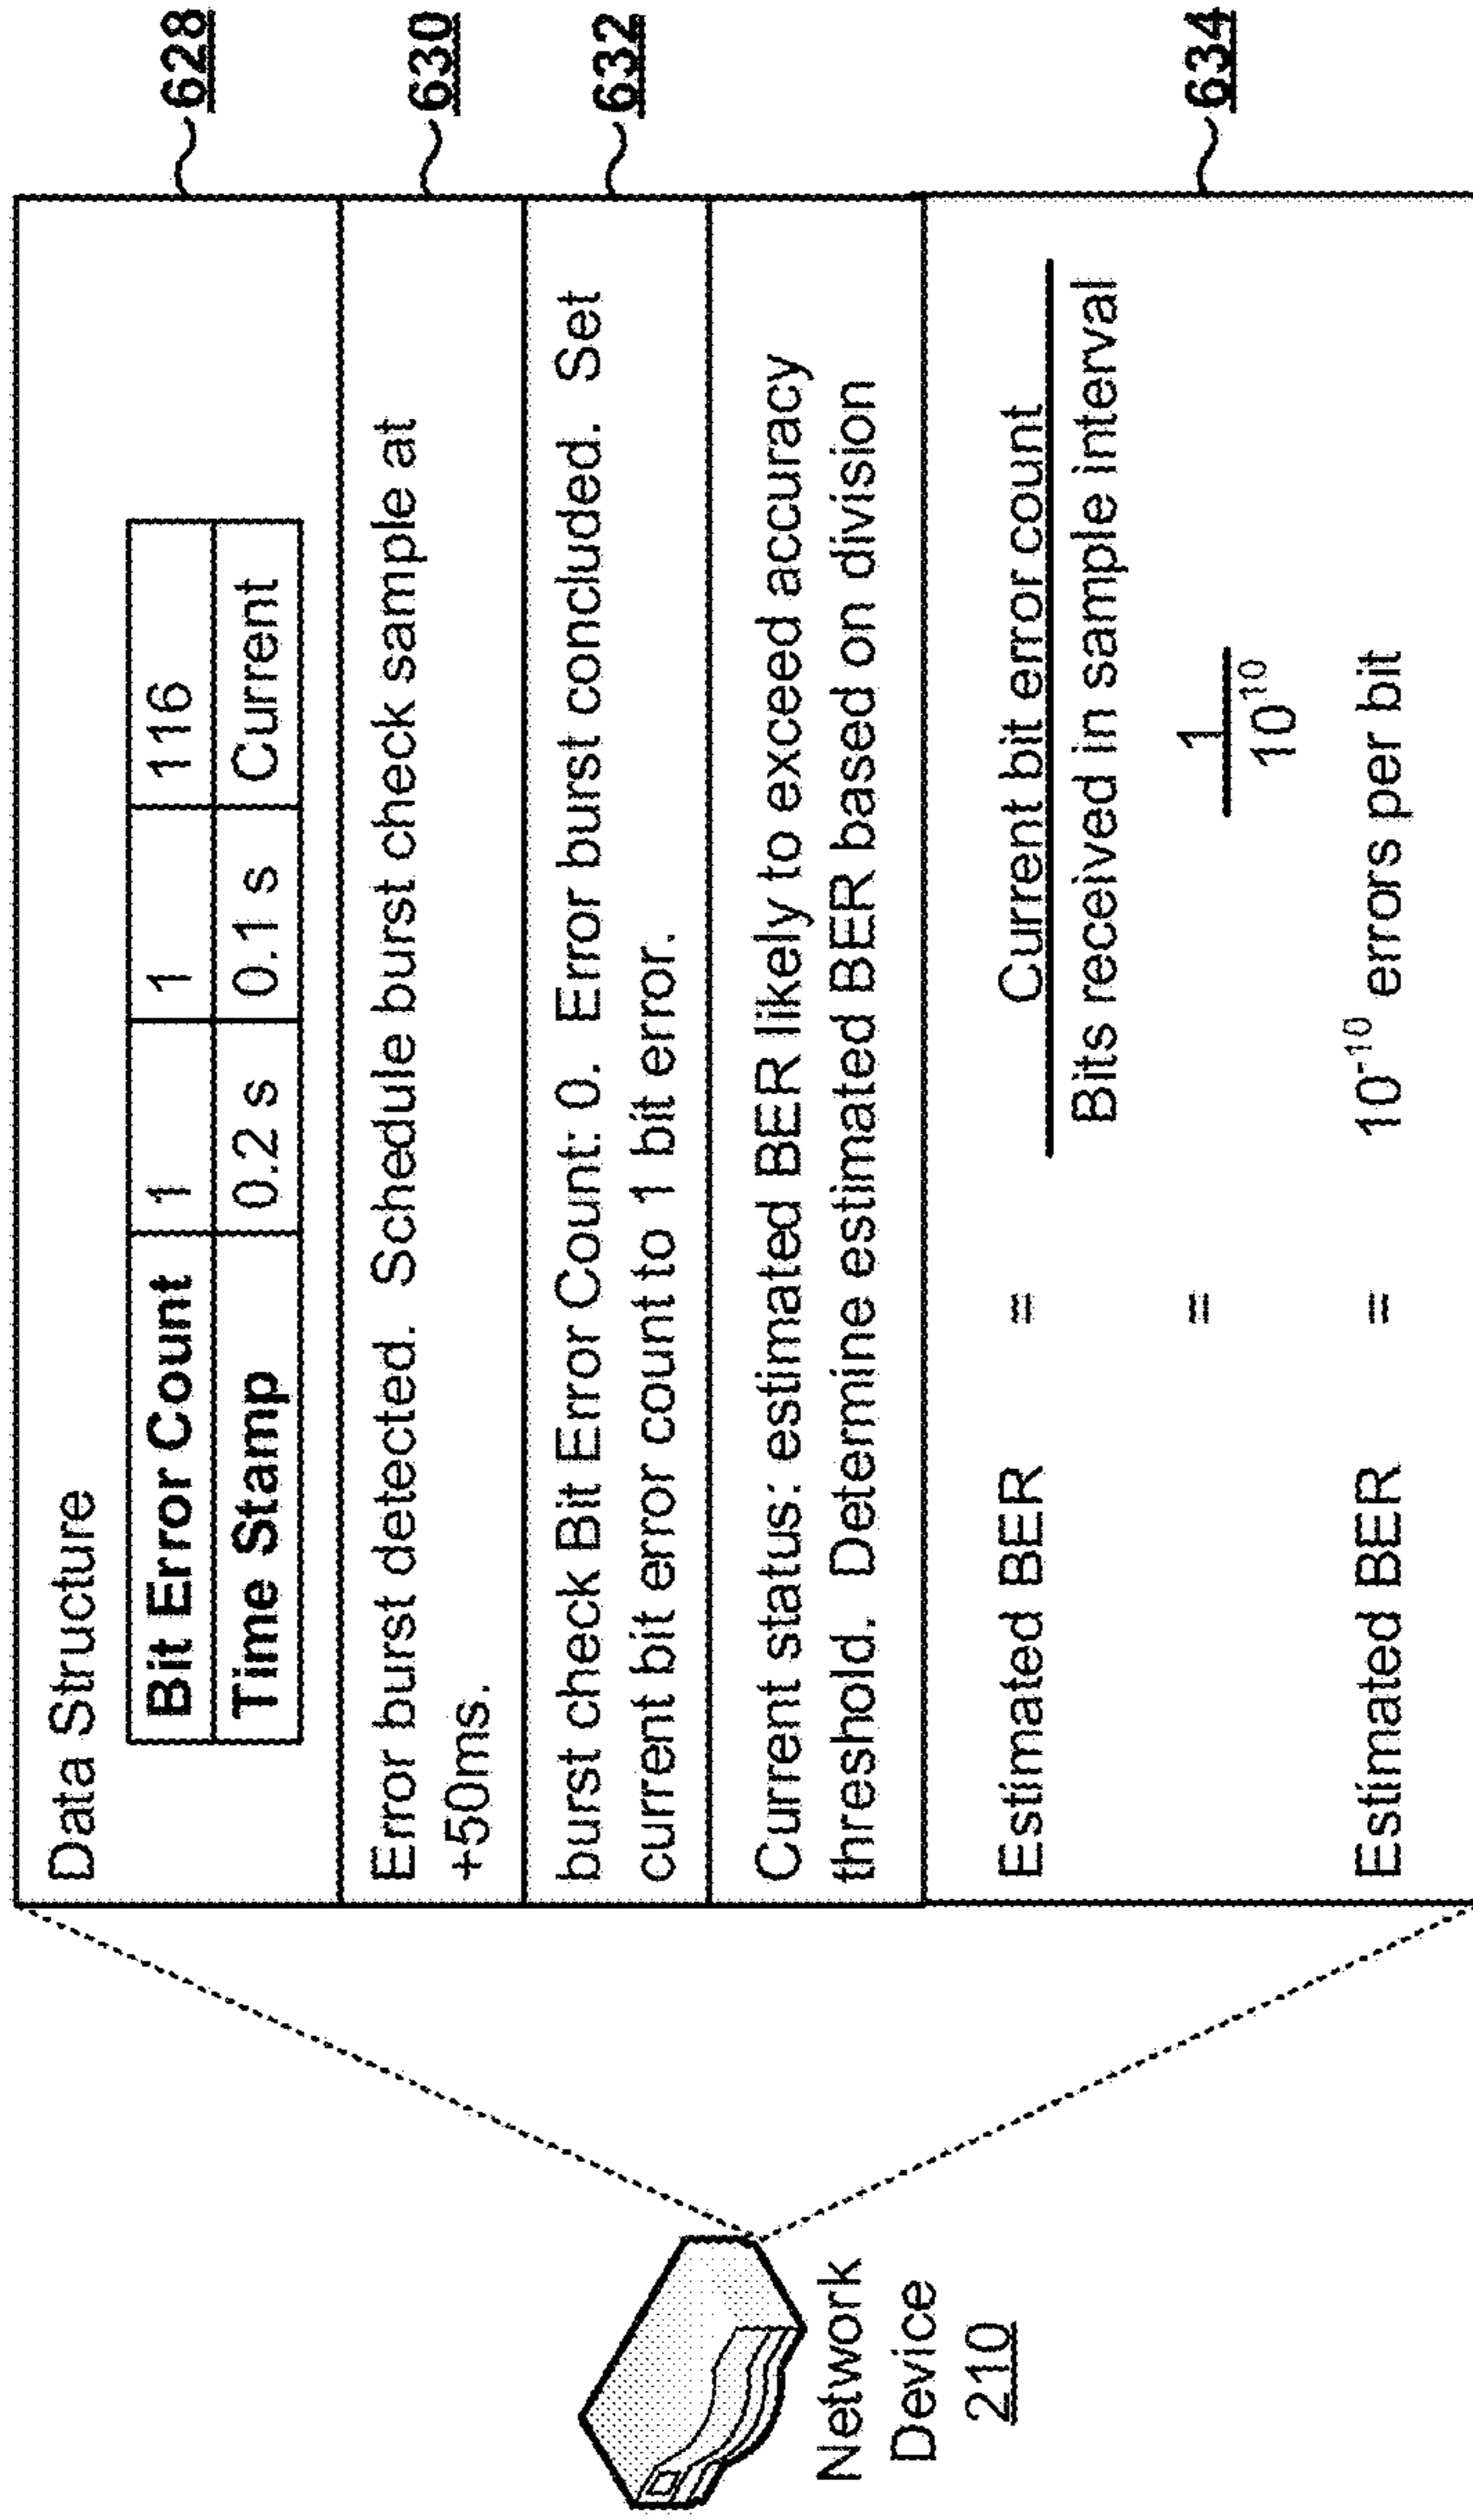 Data Structure
Bit Error Count 1 1 116
Time Stamp 0.2 s 0.1 s Current
628
Error burst detected. Schedule burst check sample at
+50ms.
630
burst check Bit Error Count: 0. Error burst concluded. Set
current bit error count to 1 bit error.
632
Current status: estimated BER likely to exceed accuracy
threshold. Determine estimated BER based on division
Estimated BER = Current bit error count
Bits received in sample interval
= 1
10¹⁰
Estimated BER = 10⁻¹⁰ errors per bit
634
Network
Device
210